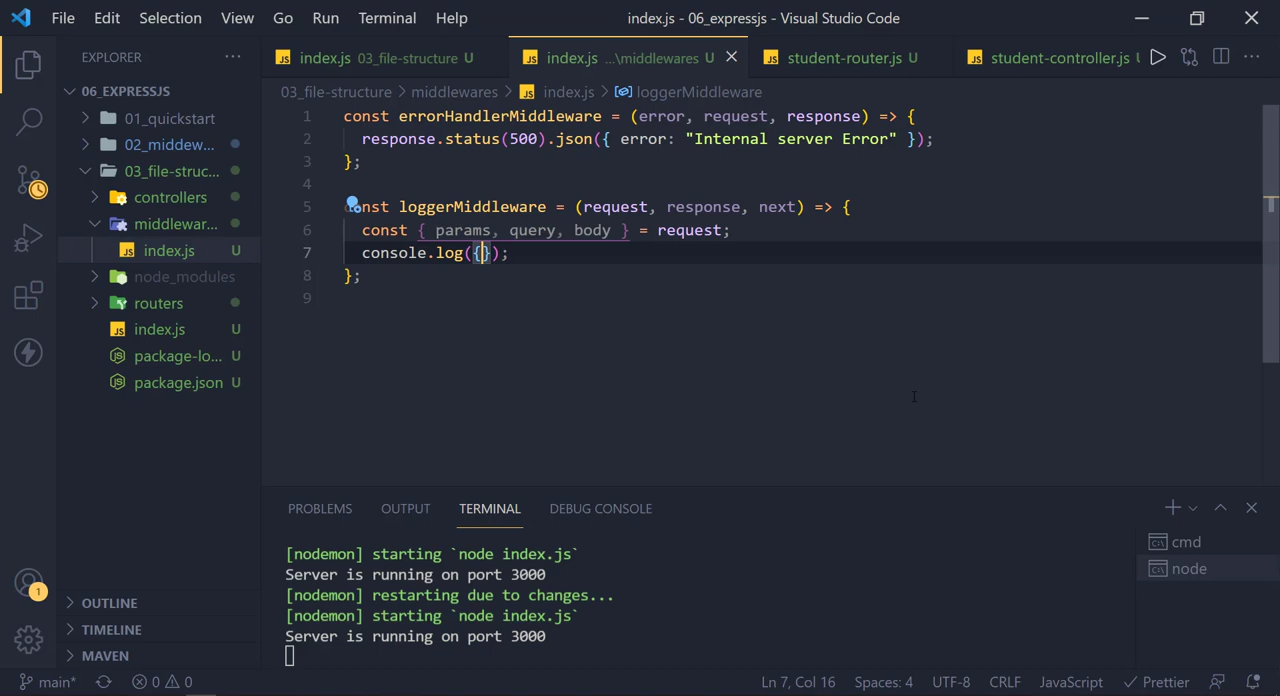 File Edit Selection View Go Run Terminal Help index.js - 06_expressjs - Visual Studio Code
EXPLORER
06_EXPRESSJS
01_quickstart
02_middew...
03_file-struc...
controllers
middlewar...
index.js U
node_modules
routers
index.js U
package-lo... U
package.json U
OUTLINE
TIMELINE
MAVEN
index.js 03_file-structure U index.js ...\middlewares U student-router.js U student-controller.js
03_file-structure > middlewares > index.js > loggerMiddleware
1 const errorHandlerMiddleware = (error, request, response) => {
2 response.status(500).json({ error: "Internal server Error" });
3 };
4
5 const loggerMiddleware = (request, response, next) => {
6 const { params, query, body } = request;
7 console.log({});
8 };
9
PROBLEMS OUTPUT TERMINAL DEBUG CONSOLE
[nodemon] starting `node index.js`
Server is running on port 3000
[nodemon] restarting due to changes...
[nodemon] starting `node index.js`
Server is running on port 3000
cmd
node
1
main* 0 0 Ln 7, Col 16 Spaces: 4 UTF-8 CRLF JavaScript Prettier